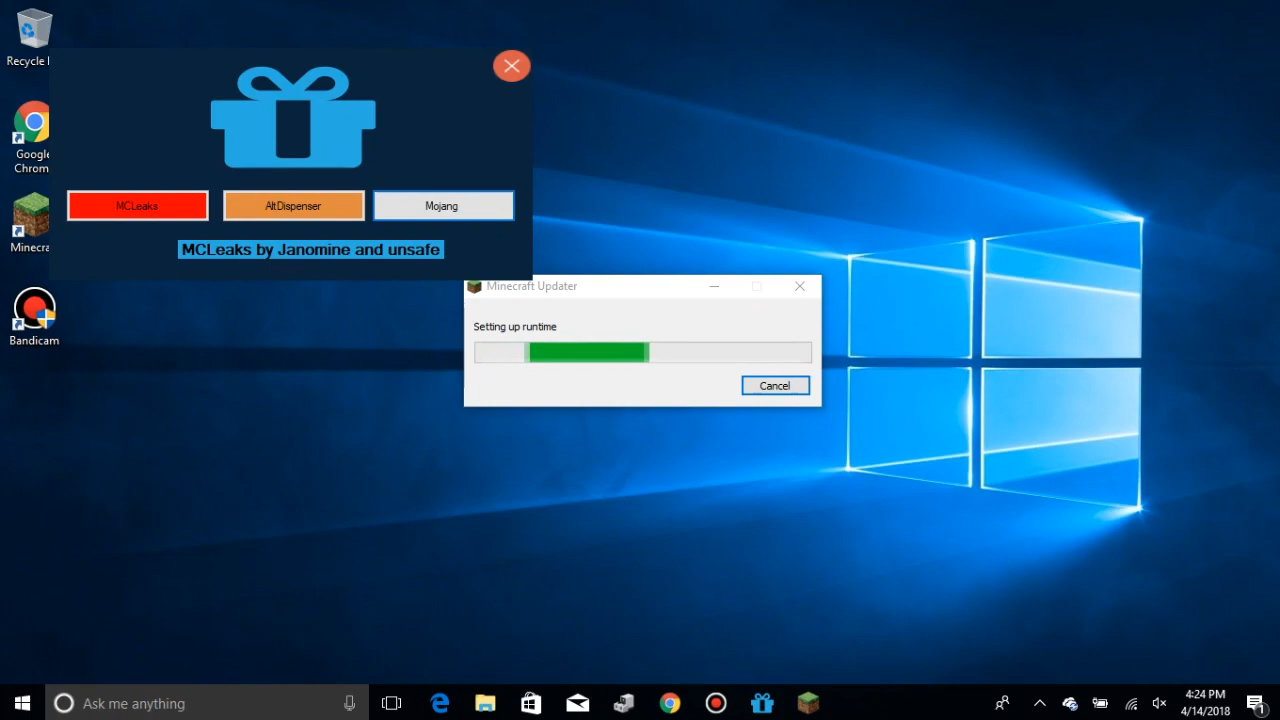 Recycle
Google
Chrom
Minecra
Bandicam
MCLeaks
AltDispenser
Mojang
MCLeaks by Janomine and unsafe
Minecraft Updater
Setting up runtime
Cancel
Ask me anything
4:24 PM
4/14/2018
1